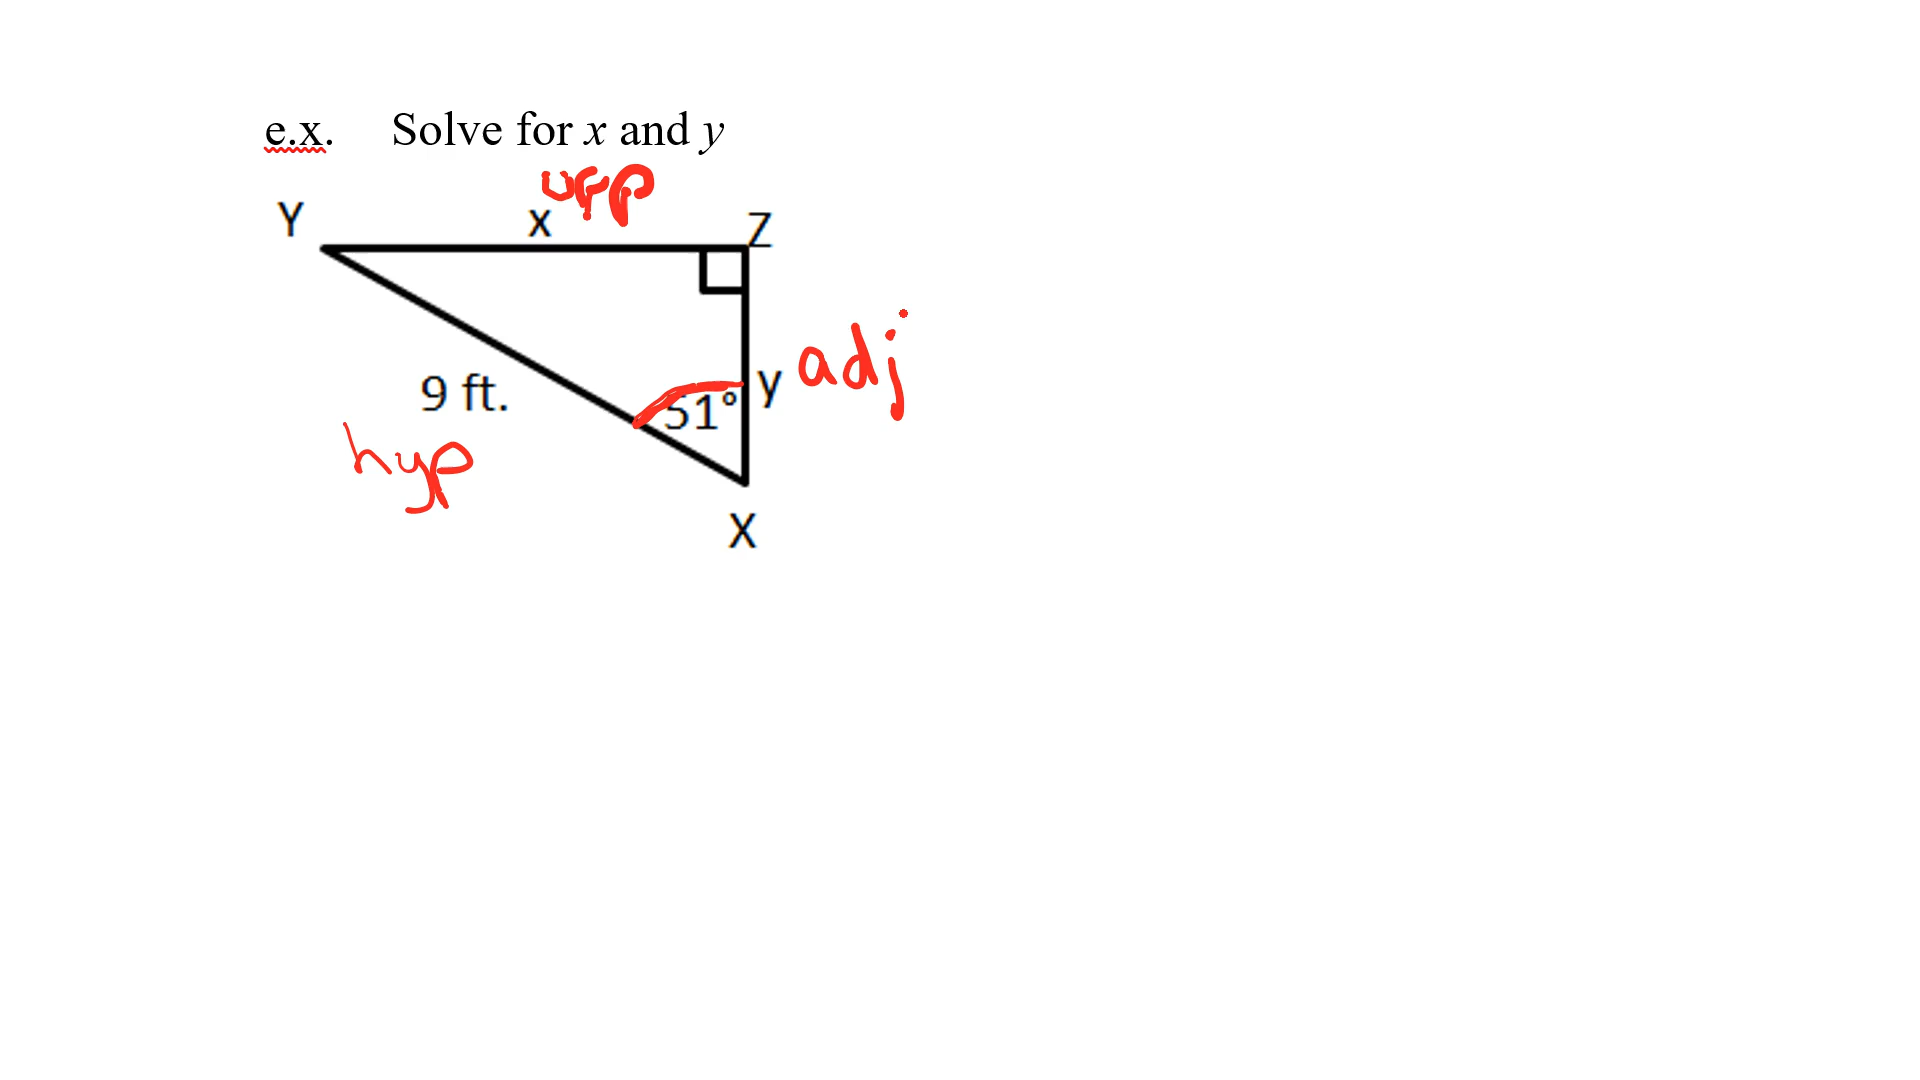 e.x. Solve for x and y
opp
Y x Z
adj
9 ft. 51° y
hyp
X